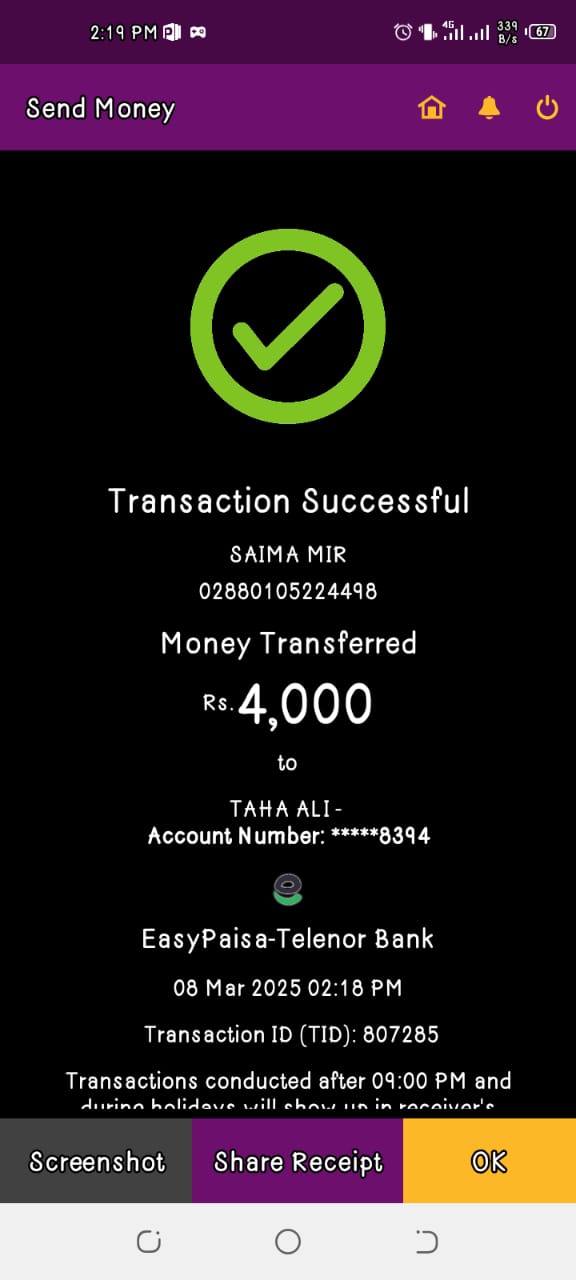 2:19 PM
4G
339 B/s
67
Send Money
Transaction Successful
SAIMA MIR
02880105224498
Money Transferred
Rs. 4,000
to
TAHA ALI -
Account Number: *****8394
EasyPaisa-Telenor Bank
08 Mar 2025 02:18 PM
Transaction ID (TID): 807285
Transactions conducted after 09:00 PM and
during holidays will show up in receiver's
Screenshot
Share Receipt
OK